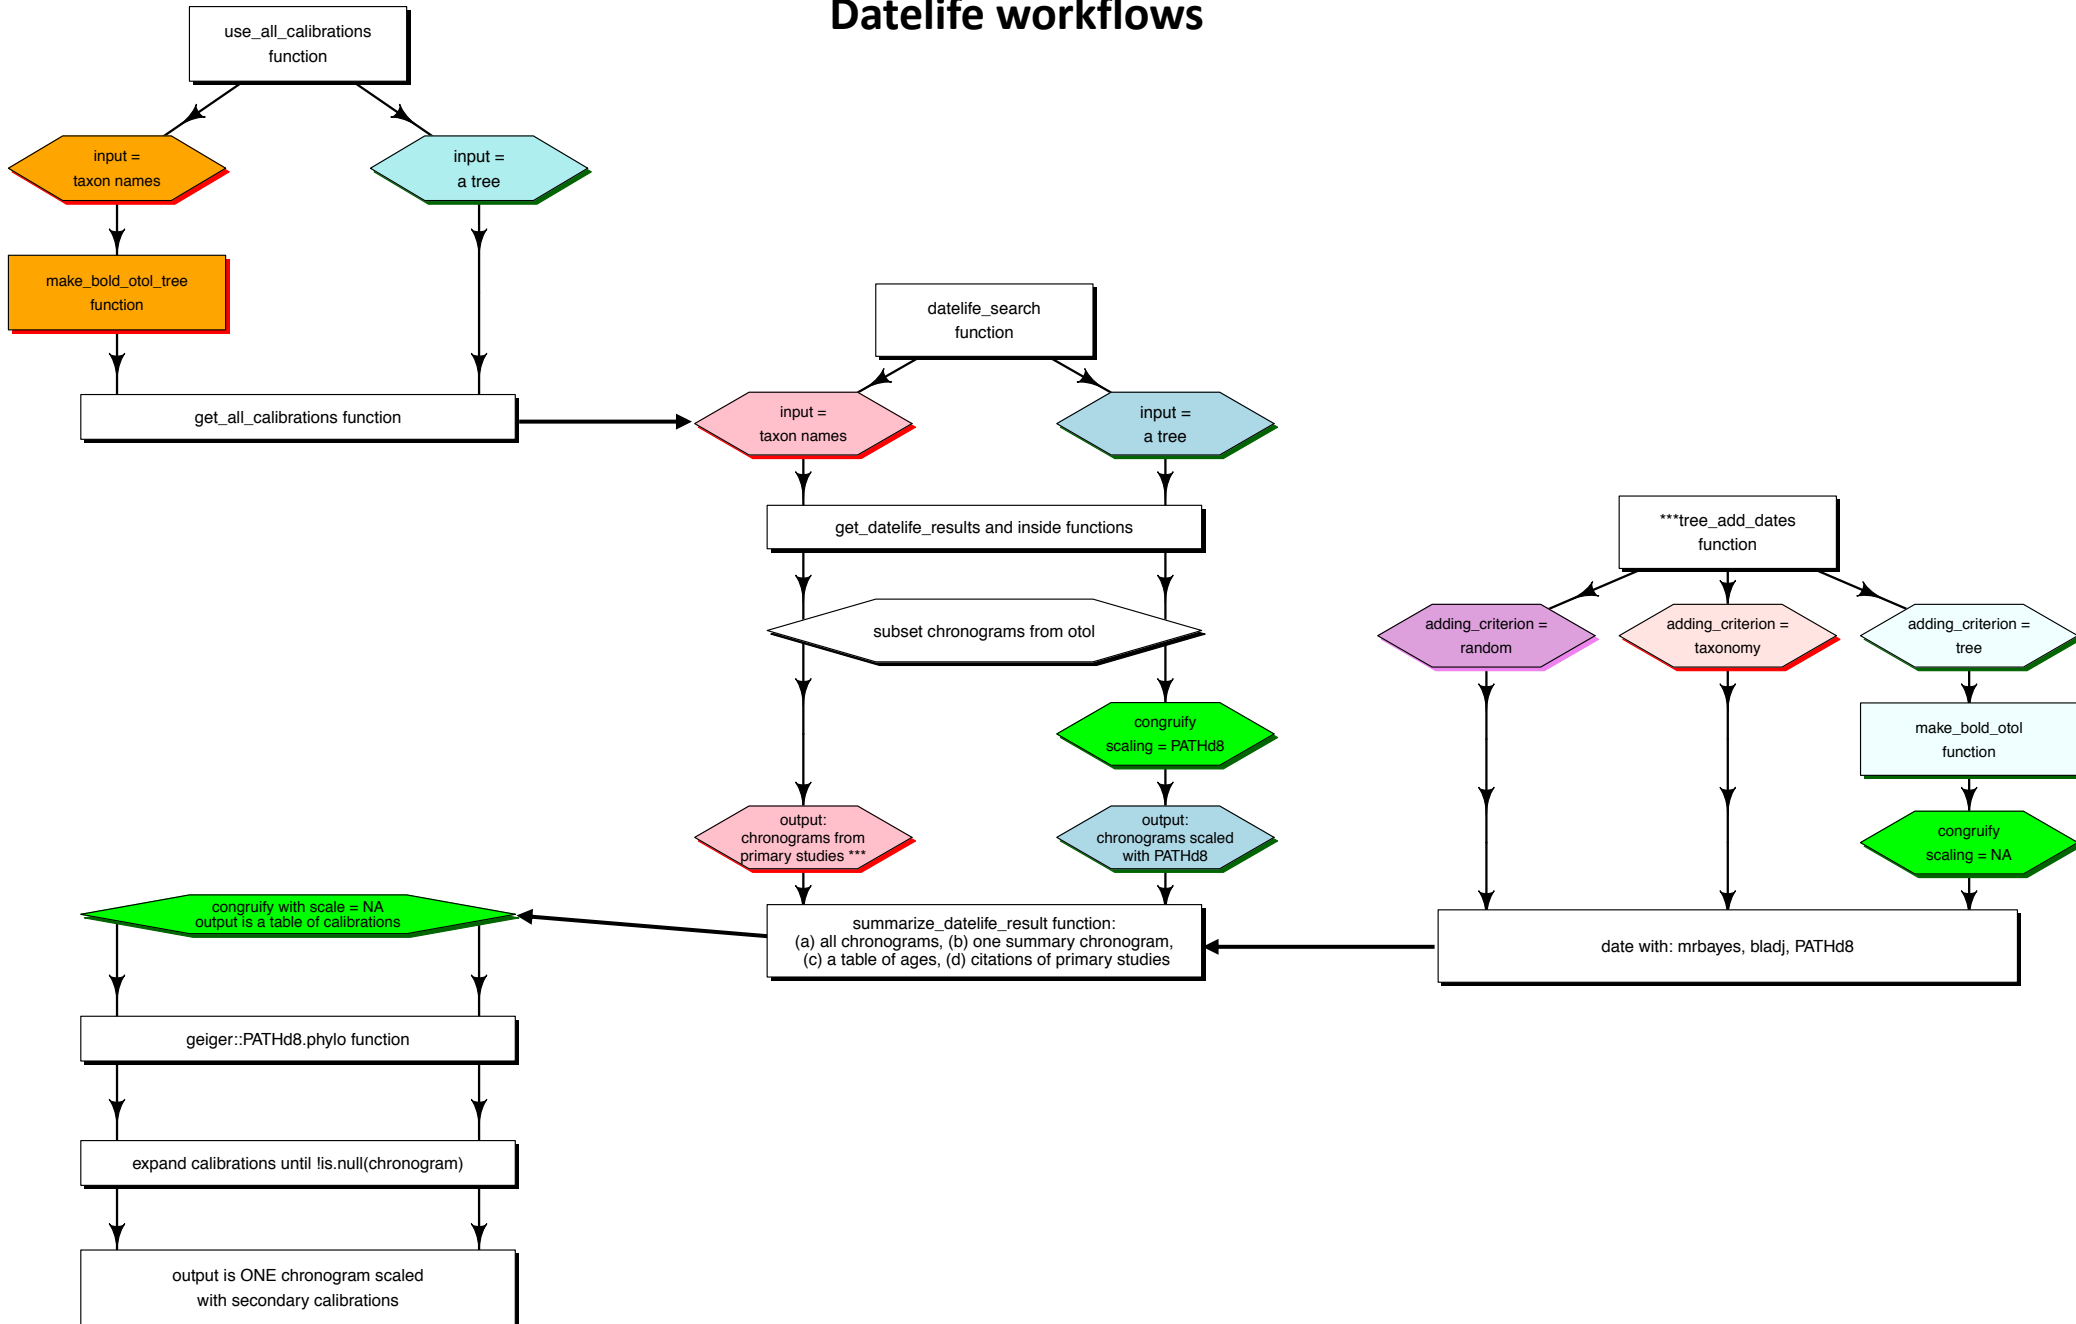 Datelife workflows
use_all_calibrations
function
input =
taxon names
input =
a tree
make_bold_otol_tree
function
get_all_calibrations function
datelife_search
function
input =
taxon names
input =
a tree
get_datelife_results and inside functions
subset chronograms from otol
congruify
scaling = PATHd8
output:
chronograms from
primary studies ***
output:
chronograms scaled
with PATHd8
summarize_datelife_result function:
(a) all chronograms, (b) one summary chronogram,
(c) a table of ages, (d) citations of primary studies
***tree_add_dates
function
adding_criterion =
random
adding_criterion =
taxonomy
adding_criterion =
tree
make_bold_otol
function
congruify
scaling = NA
date with: mrbayes, bladj, PATHd8
congruify with scale = NA
output is a table of calibrations
geiger::PATHd8.phylo function
expand calibrations until !is.null(chronogram)
output is ONE chronogram scaled
with secondary calibrations